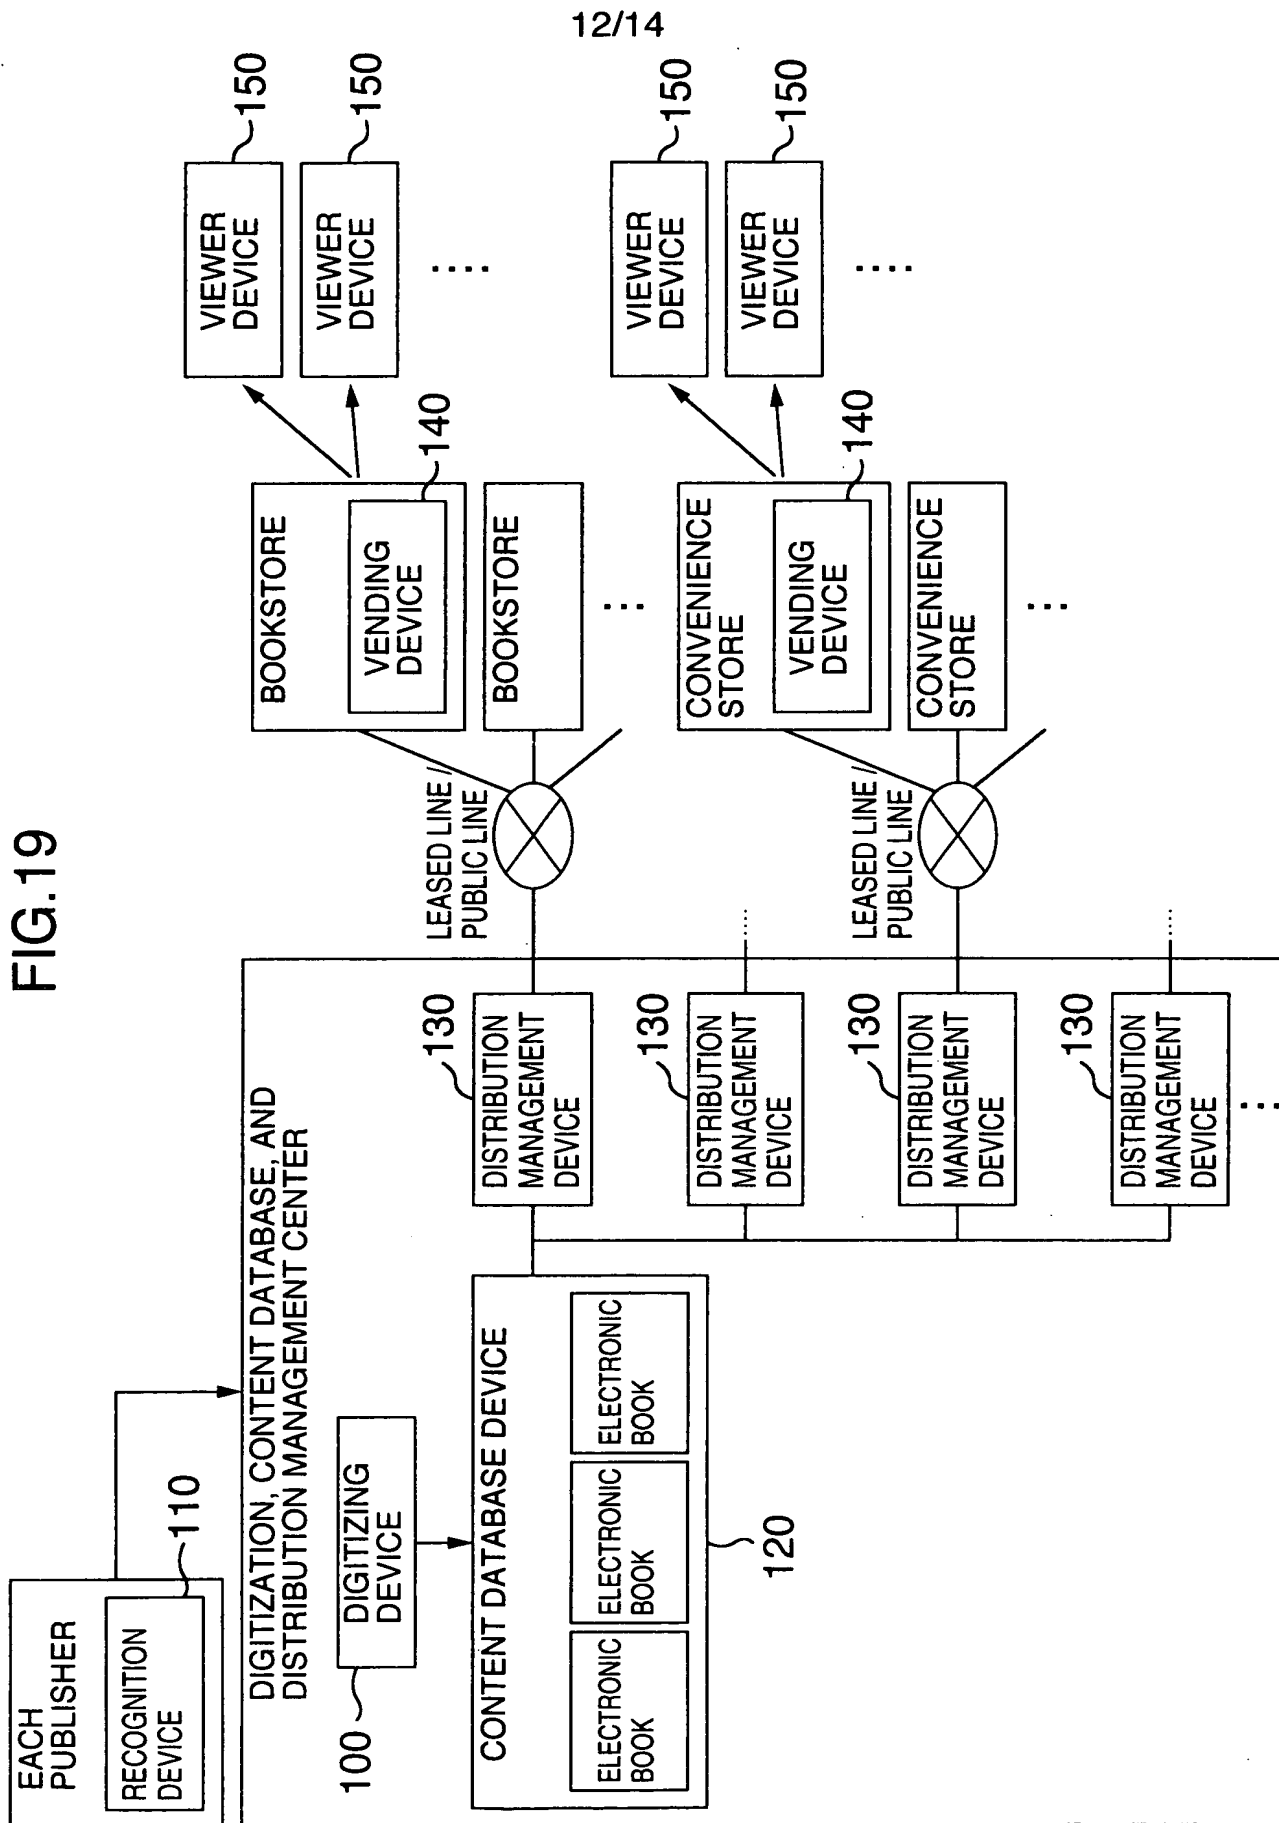 12/14
FIG.19
EACH
PUBLISHER
RECOGNITION
DEVICE
110
DIGITIZATION, CONTENT DATABASE, AND
DISTRIBUTION MANAGEMENT CENTER
100
DIGITIZING
DEVICE
CONTENT DATABASE DEVICE
ELECTRONIC
BOOK
ELECTRONIC
BOOK
ELECTRONIC
BOOK
120
130
DISTRIBUTION
MANAGEMENT
DEVICE
130
DISTRIBUTION
MANAGEMENT
DEVICE
130
DISTRIBUTION
MANAGEMENT
DEVICE
130
DISTRIBUTION
MANAGEMENT
DEVICE
LEASED LINE /
PUBLIC LINE
LEASED LINE /
PUBLIC LINE
BOOKSTORE
VENDING
DEVICE
140
BOOKSTORE
CONVENIENCE
STORE
VENDING
DEVICE
140
CONVENIENCE
STORE
VIEWER
DEVICE
150
VIEWER
DEVICE
150
VIEWER
DEVICE
150
VIEWER
DEVICE
150